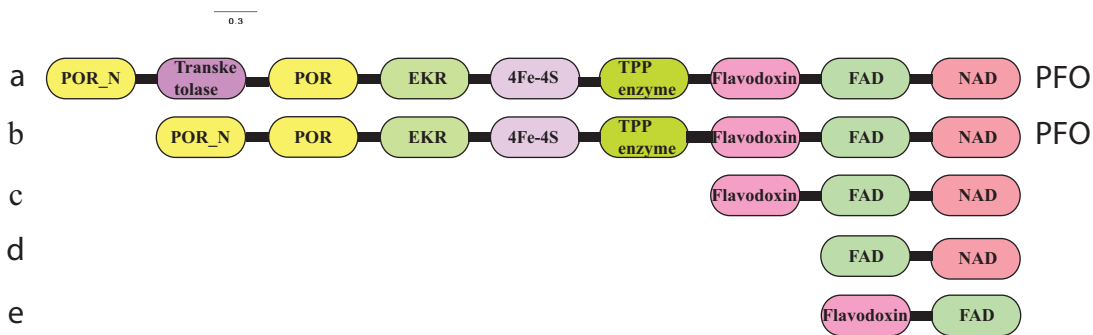 0.3
a POR_N Transke tolase POR EKR 4Fe-4S TPP enzyme Flavodoxin FAD NAD PFO
b POR_N POR EKR 4Fe-4S TPP enzyme Flavodoxin FAD NAD PFO
c Flavodoxin FAD NAD
d FAD NAD
e Flavodoxin FAD